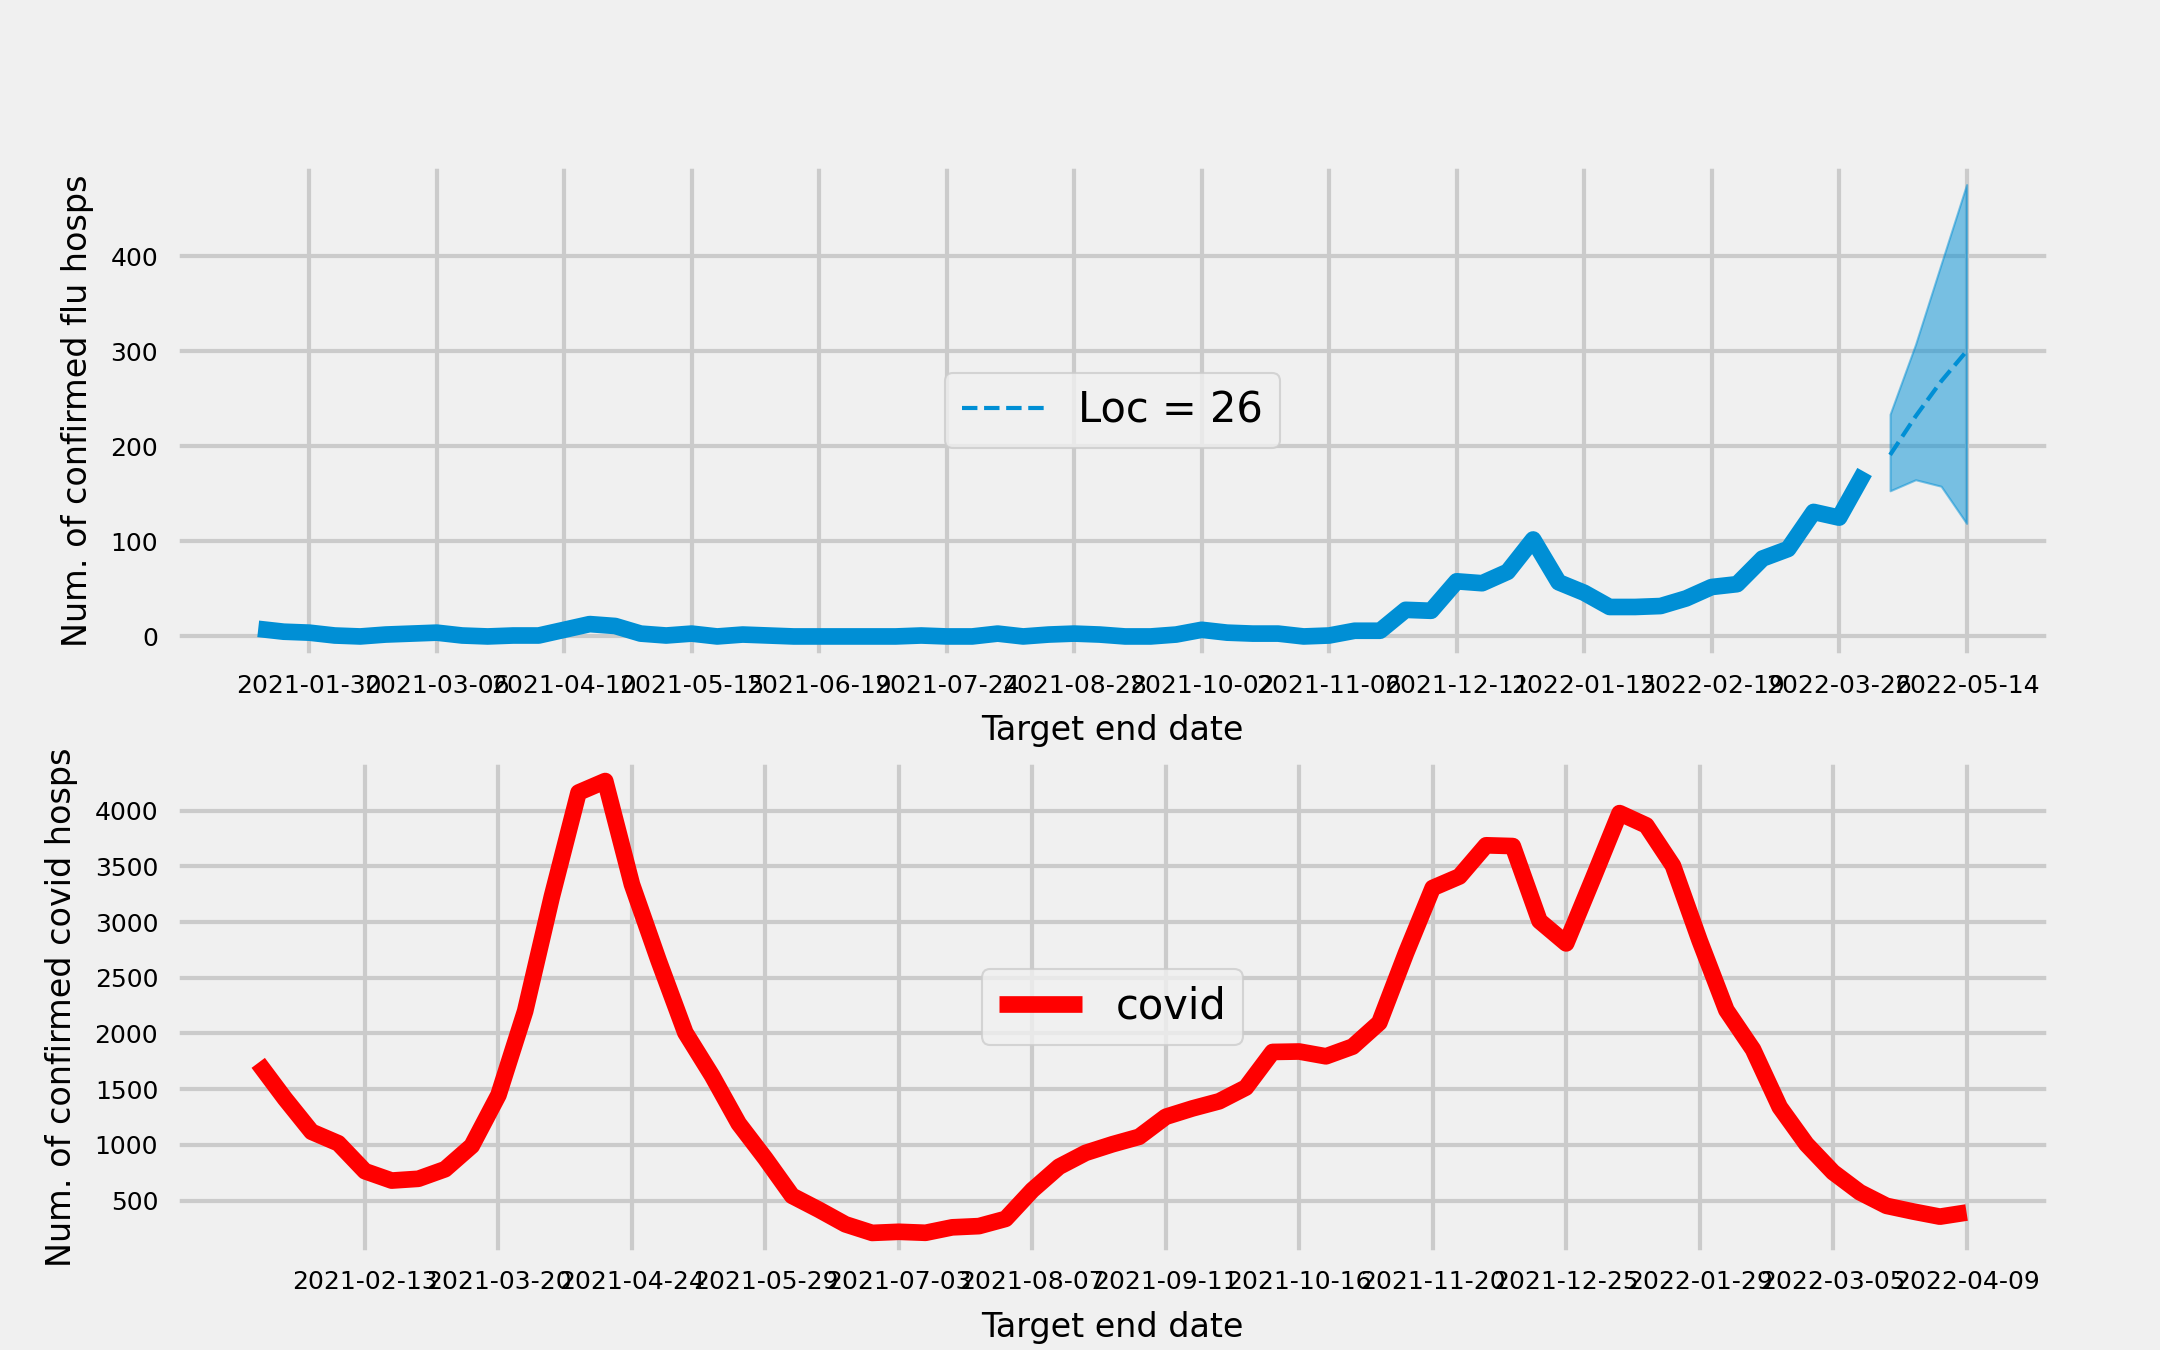 Num. of confirmed flu hosps
400
300
200
100
0
Loc = 26
2021-01-30 2021-03-06 2021-04-10 2021-05-15 2021-06-19 2021-07-24 2021-08-28 2021-10-02 2021-11-06 2021-12-11 2022-01-15 2022-02-19 2022-03-26 2022-05-14
Target end date
Num. of confirmed covid hosps
4000
3500
3000
2500
2000
1500
1000
500
covid
2021-02-13 2021-03-20 2021-04-24 2021-05-29 2021-07-03 2021-08-07 2021-09-11 2021-10-16 2021-11-20 2021-12-25 2022-01-29 2022-03-05 2022-04-09
Target end date